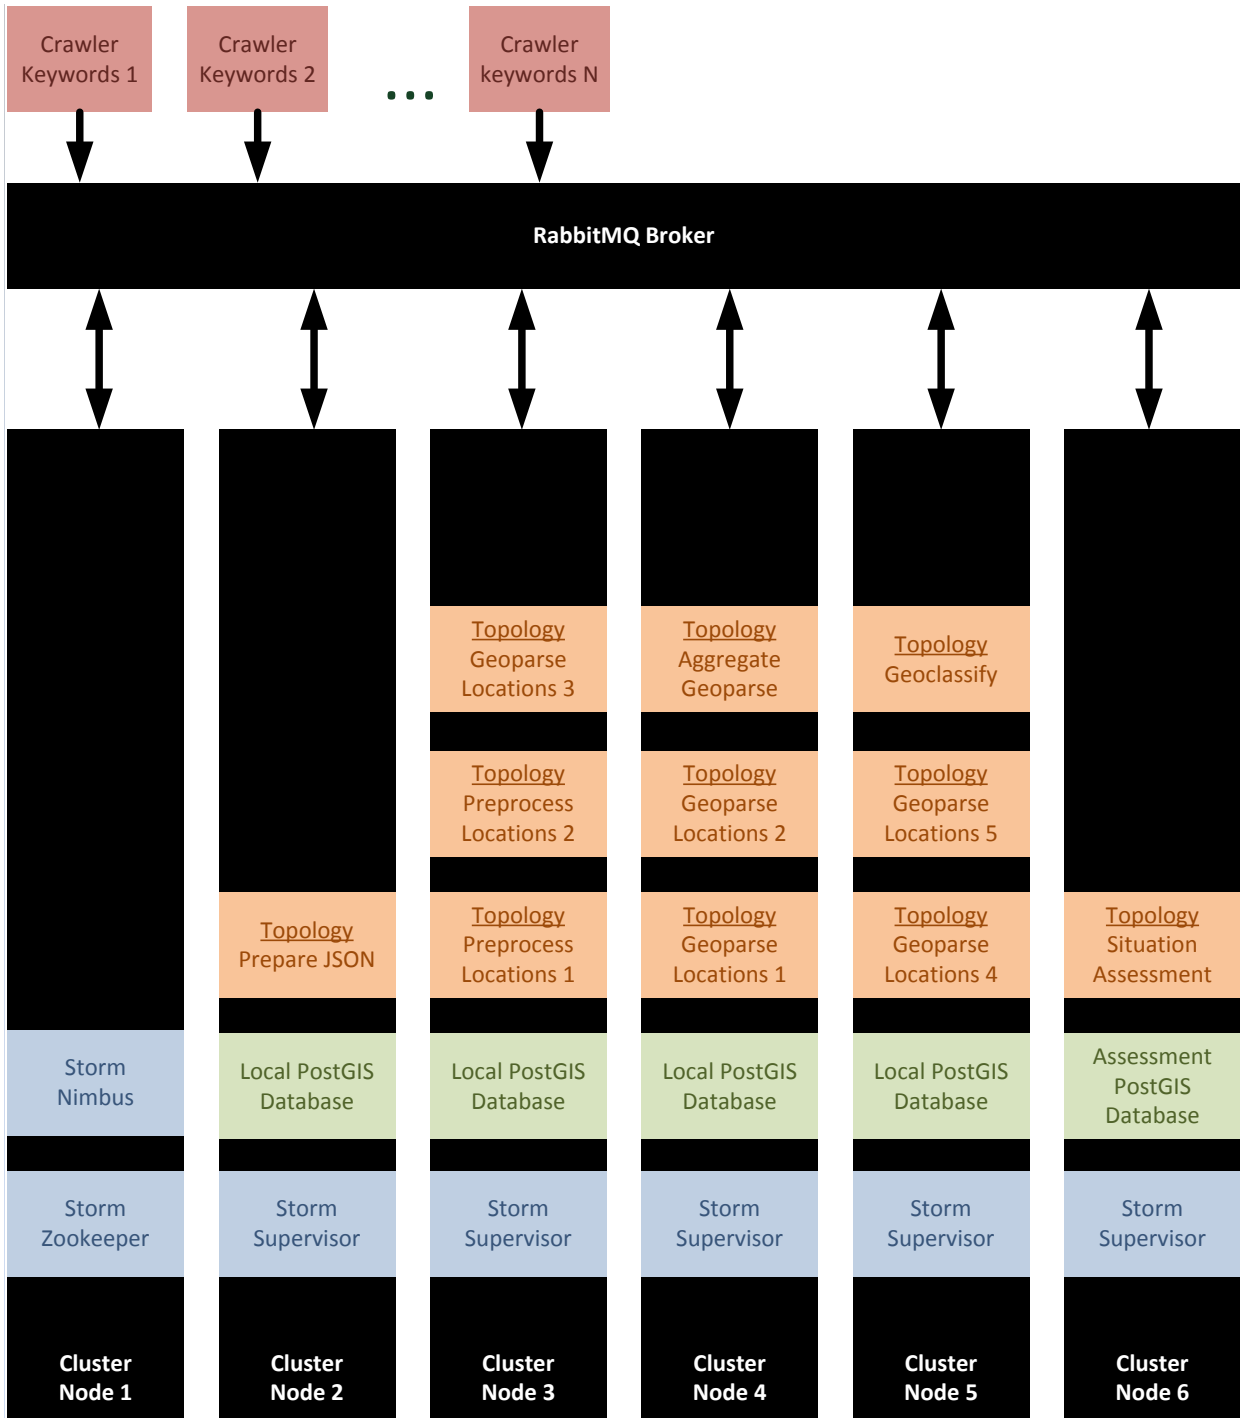 Crawler
Keywords 1
Crawler
Keywords 2
...
Crawler
keywords N
RabbitMQ Broker
Topology
Geoparse
Locations 3
Topology
Aggregate
Geoparse
Topology
Geoclassify
Topology
Preprocess
Locations 2
Topology
Geoparse
Locations 2
Topology
Geoparse
Locations 5
Topology
Prepare JSON
Topology
Preprocess
Locations 1
Topology
Geoparse
Locations 1
Topology
Geoparse
Locations 4
Topology
Situation
Assessment
Storm
Nimbus
Local PostGIS
Database
Local PostGIS
Database
Local PostGIS
Database
Local PostGIS
Database
Assessment
PostGIS
Database
Storm
Zookeeper
Storm
Supervisor
Storm
Supervisor
Storm
Supervisor
Storm
Supervisor
Storm
Supervisor
Cluster
Node 1
Cluster
Node 2
Cluster
Node 3
Cluster
Node 4
Cluster
Node 5
Cluster
Node 6